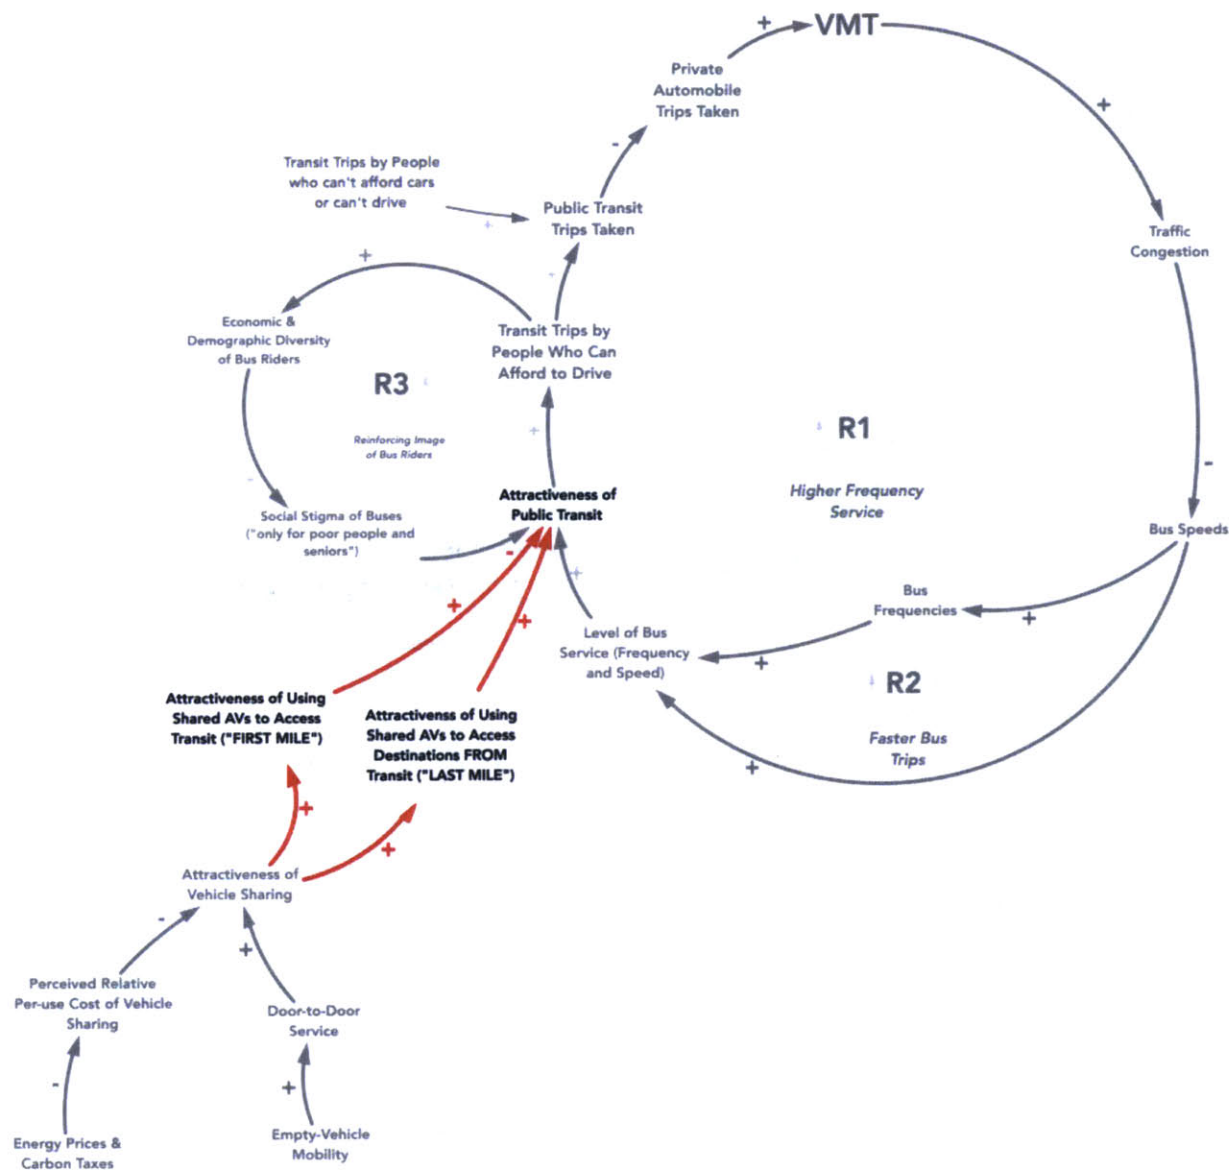 +
VMT
Private
Automobile
Trips Taken
+
-
Transit Trips by People
who can't afford cars
or can't drive
+
Public Transit
Trips Taken
Traffic
Congestion
+
+
Economic &
Demographic Diversity
of Bus Riders
Transit Trips by
People Who Can
Afford to Drive
R3
Reinforcing Image
of Bus Riders
+
R1
Higher Frequency
Service
-
-
Attractiveness of
Public Transit
Social Stigma of Buses
("only for poor people and
seniors")
-
Bus Speeds
+
Bus
Frequencies
+
+
+
Level of Bus
Service (Frequency
and Speed)
+
R2
Faster Bus
Trips
+
Attractiveness of Using
Shared AVs to Access
Transit ("FIRST MILE")
Attractivenss of Using
Shared AVs to Access
Destinations FROM
Transit ("LAST MILE")
+
+
Attractiveness of
Vehicle Sharing
-
+
Perceived Relative
Per-use Cost of Vehicle
Sharing
Door-to-Door
Service
-
+
Energy Prices &
Carbon Taxes
Empty-Vehicle
Mobility